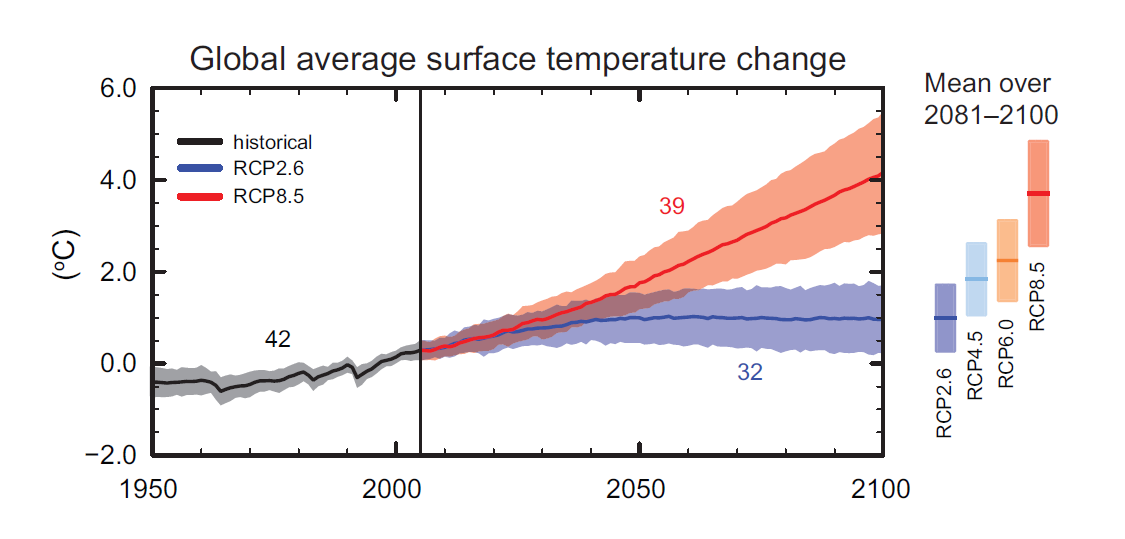 Global average surface temperature change
Mean over
2081–2100
6.0
4.0
2.0
0.0
−2.0
(ºC)
historical
RCP2.6
RCP8.5
42
39
32
1950
2000
2050
2100
RCP2.6
RCP4.5
RCP6.0
RCP8.5